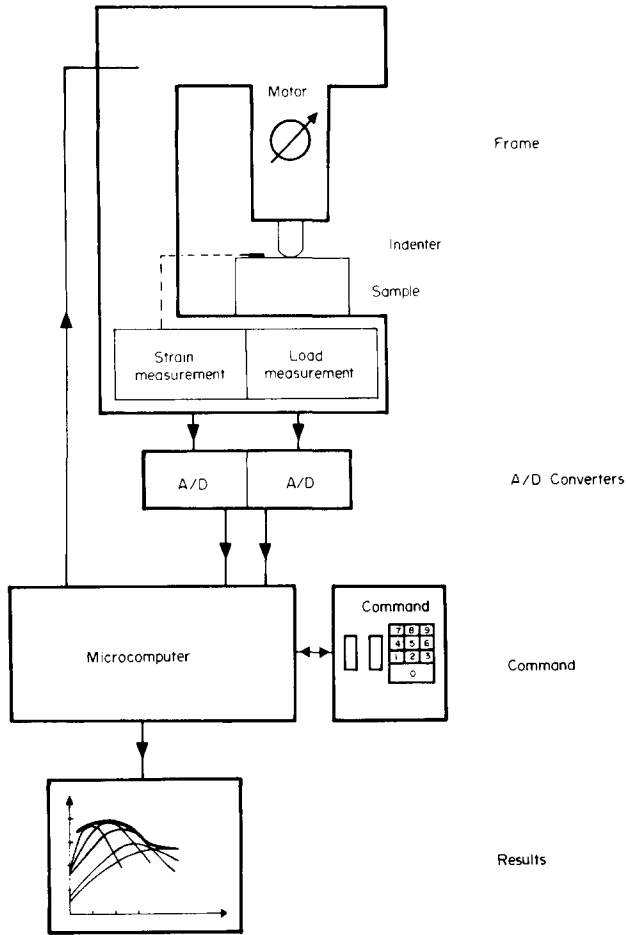 Motor
Frame
Indenter
Sample
Strain
measurement
Load
measurement
A/D
A/D
A/D Converters
Command
7 8 9
4 5 6
1 2 3
0
Microcomputer
Command
Results